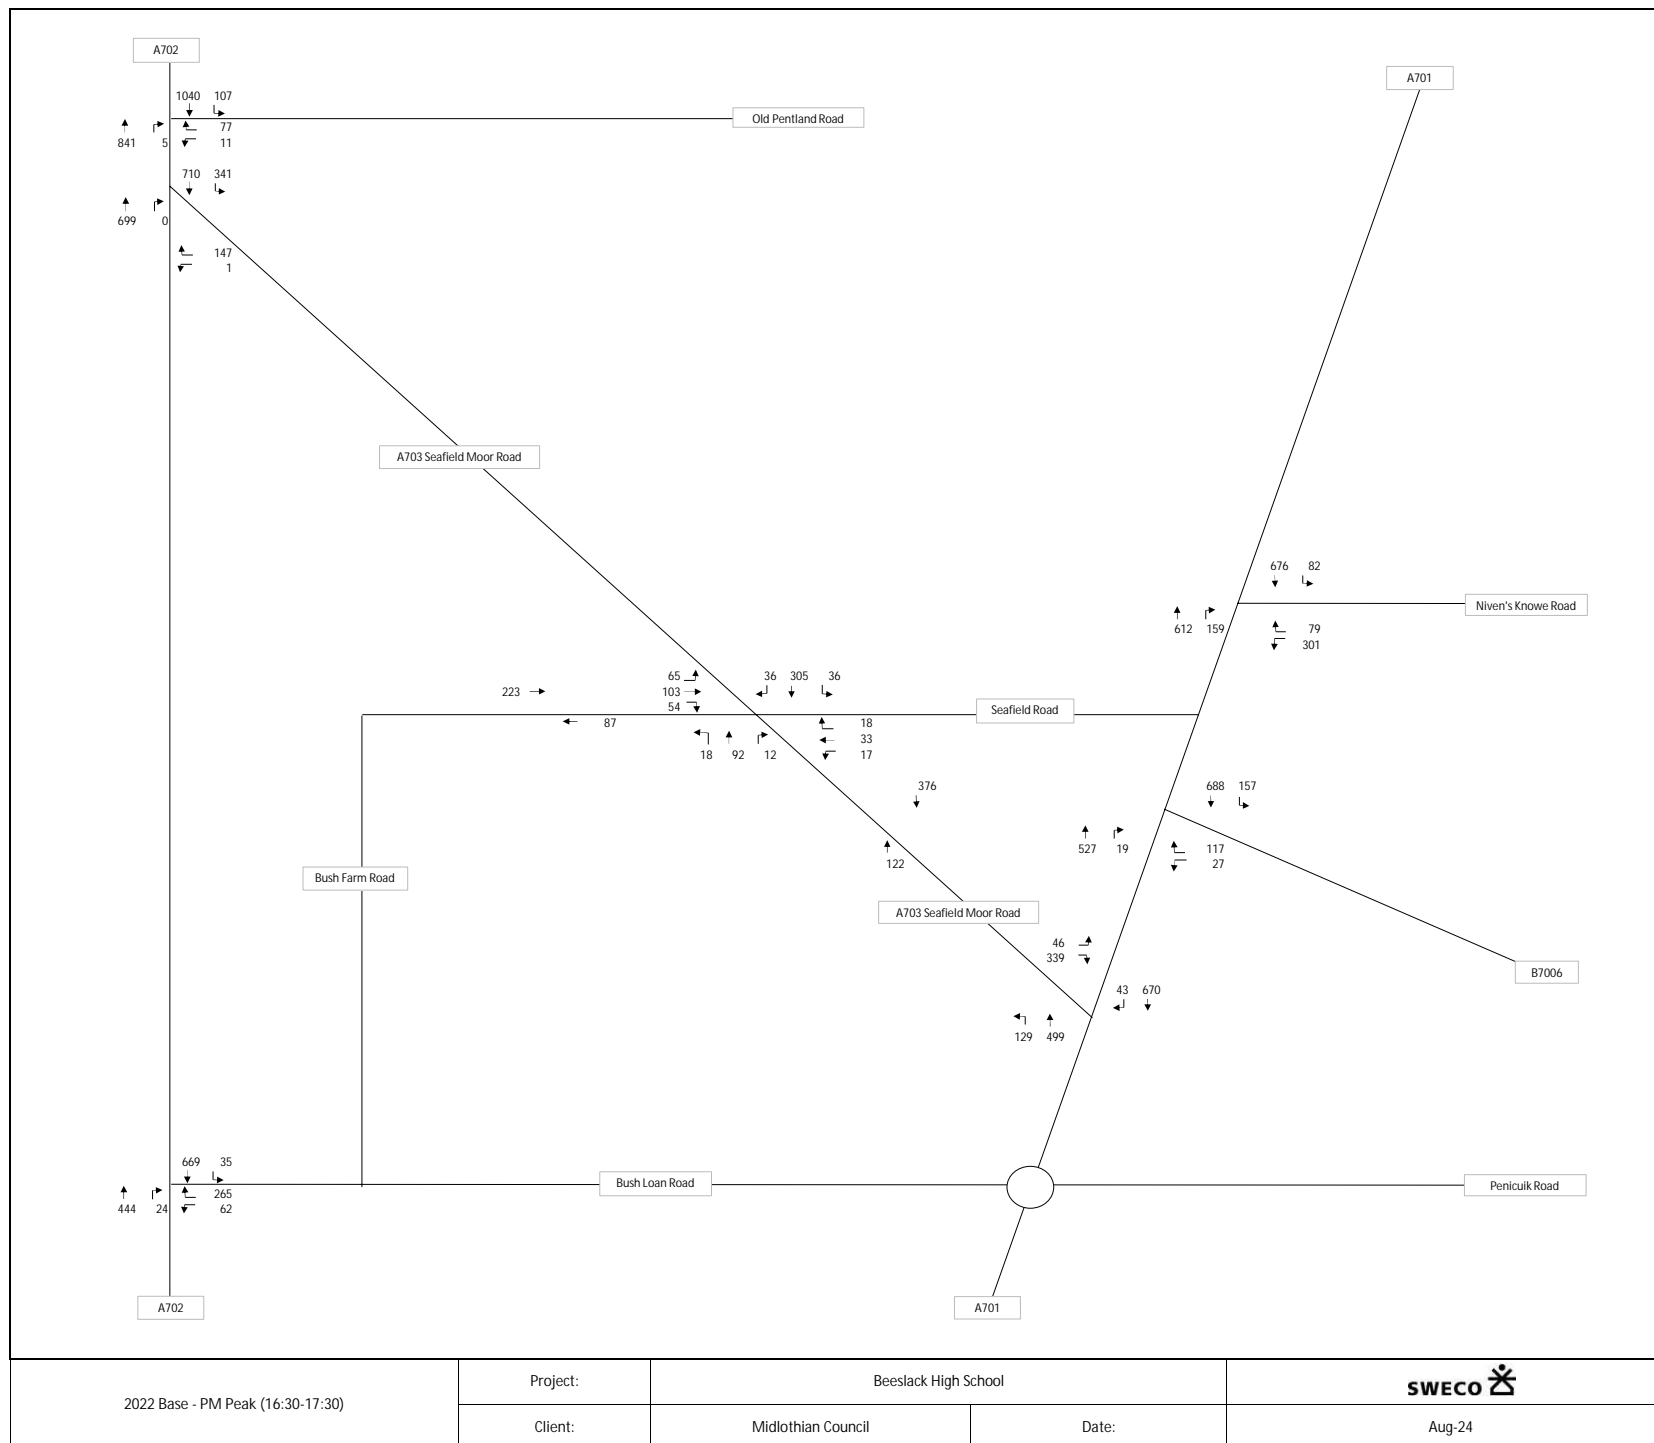 A702
A701
1040 107
Old Pentland Road
77
841 5 11
710 341
699 0
147
1
A703 Seafield Moor Road
676 82
Niven's Knowe Road
612 159 79
301
65 36 305 36
223 103
54
Seafield Road
87 18
33
18 92 12 17
376
688 157
527 19 117
122 27
Bush Farm Road
A703 Seafield Moor Road
46
339
B7006
43 670
129 499
669 35
Bush Loan Road
Penicuik Road
265
444 24 62
A702
A701
2022 Base - PM Peak (16:30-17:30)
Project:
Beeslack High School
SWECO
Client:
Midlothian Council
Date:
Aug-24